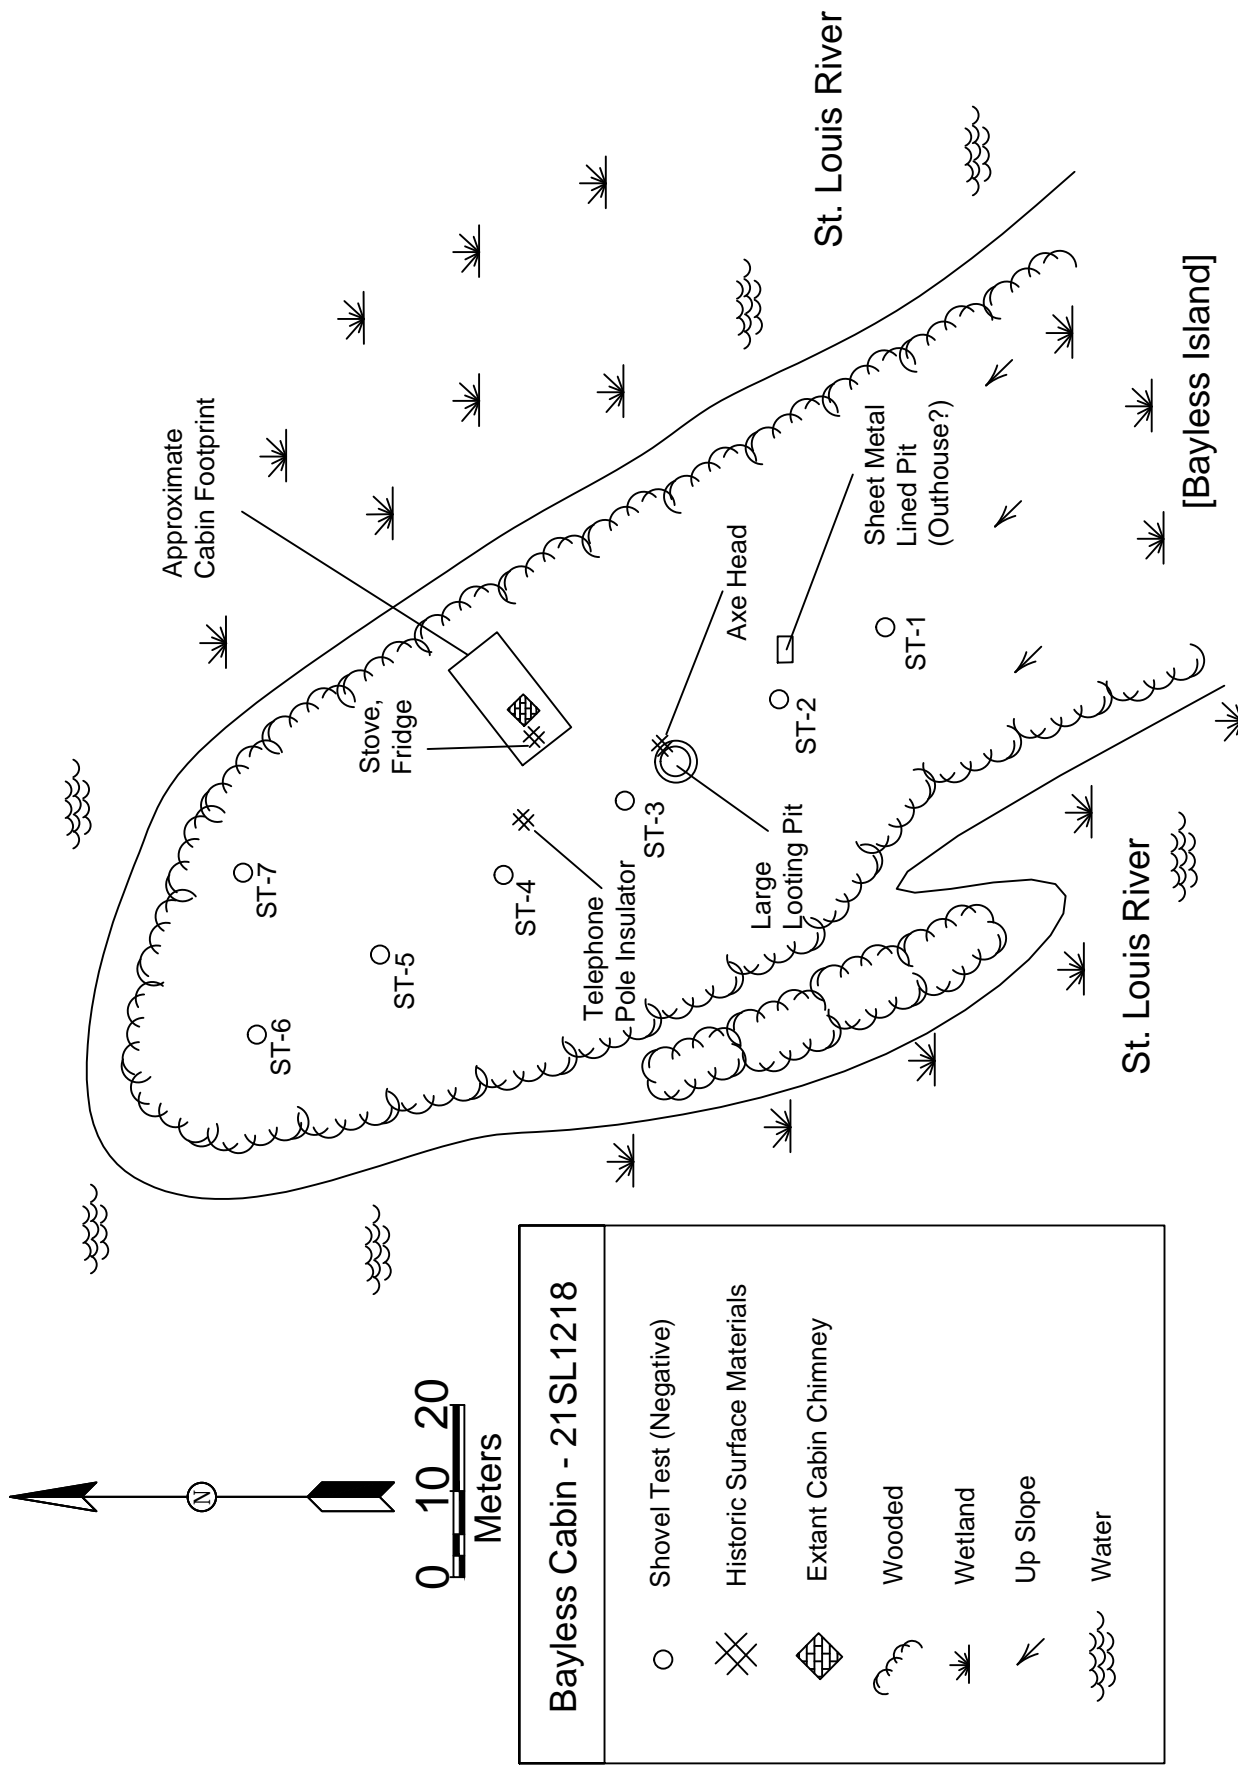 St. Louis River
[Bayless Island]
Approximate
Cabin Footprint
Stove,
Fridge
Axe Head
Sheet Metal
Lined Pit
(Outhouse?)
ST-1
ST-2
ST-3
ST-4
ST-5
ST-6
ST-7
Telephone
Pole Insulator
Large
Looting Pit
St. Louis River
N
0 10 20
Meters
Bayless Cabin - 21SL1218
Shovel Test (Negative)
Historic Surface Materials
Extant Cabin Chimney
Wooded
Wetland
Up Slope
Water